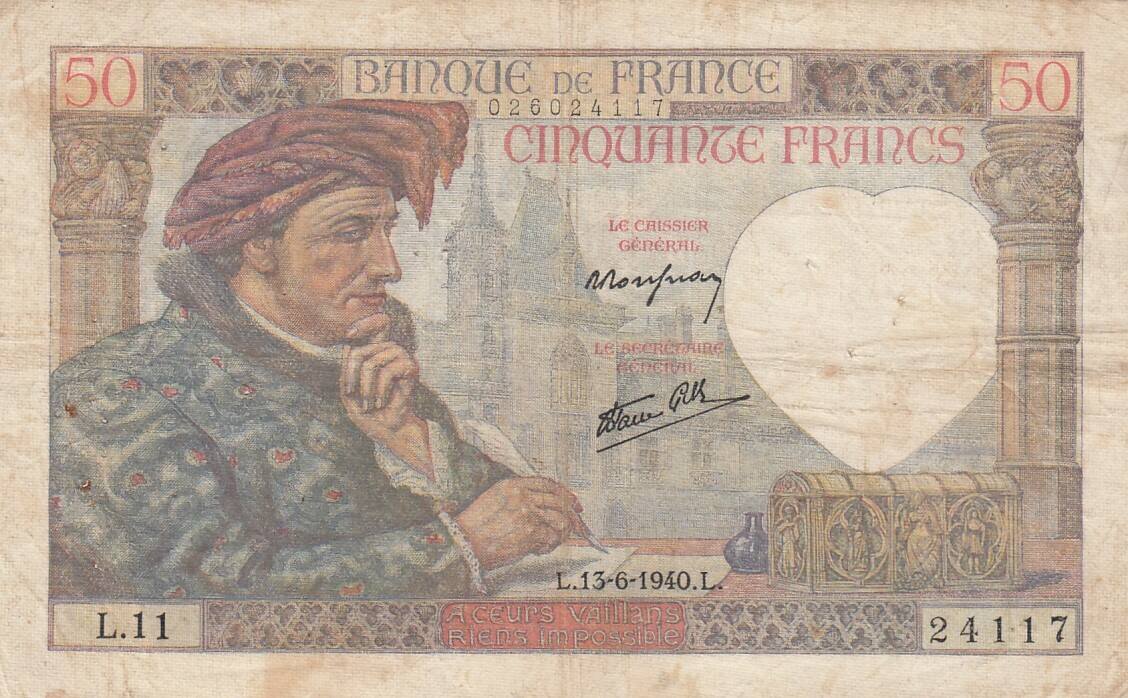 50 BANQUE DE FRANCE 50
026024117
CINQUANTE FRANCS
LE CAISSIER
GÉNÉRAL
LE SECRÉTAIRE
GÉNÉRAL
L.13-6-1940.L.
L.11
A CEURS VAILLANS
RIENS IMPOSSIBLE
24117